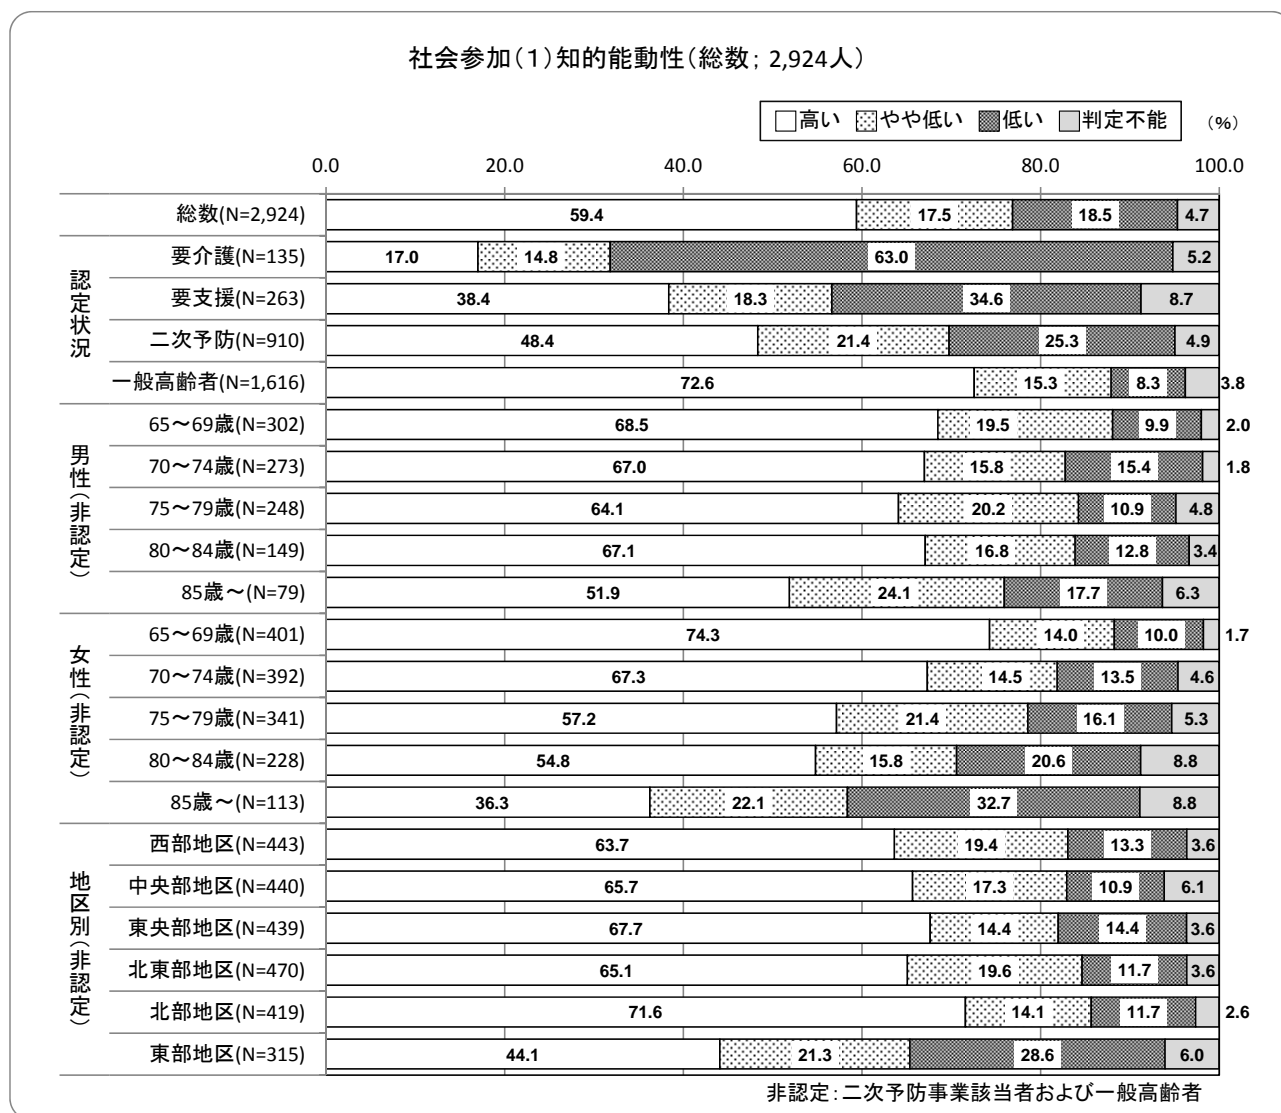 社会参加（１）知的能動性（総数； 2,924人）
高い やや低い 低い 判定不能 （%）
0.0 20.0 40.0 60.0 80.0 100.0
認定状況
総数(N=2,924) 59.4 17.5 18.5 4.7
要介護(N=135) 17.0 14.8 63.0 5.2
要支援(N=263) 38.4 18.3 34.6 8.7
二次予防(N=910) 48.4 21.4 25.3 4.9
一般高齢者(N=1,616) 72.6 15.3 8.3 3.8
男性（非認定）
65～69歳(N=302) 68.5 19.5 9.9 2.0
70～74歳(N=273) 67.0 15.8 15.4 1.8
75～79歳(N=248) 64.1 20.2 10.9 4.8
80～84歳(N=149) 67.1 16.8 12.8 3.4
85歳～(N=79) 51.9 24.1 17.7 6.3
女性（非認定）
65～69歳(N=401) 74.3 14.0 10.0 1.7
70～74歳(N=392) 67.3 14.5 13.5 4.6
75～79歳(N=341) 57.2 21.4 16.1 5.3
80～84歳(N=228) 54.8 15.8 20.6 8.8
85歳～(N=113) 36.3 22.1 32.7 8.8
地区別（非認定）
西部地区(N=443) 63.7 19.4 13.3 3.6
中央部地区(N=440) 65.7 17.3 10.9 6.1
東央部地区(N=439) 67.7 14.4 14.4 3.6
北東部地区(N=470) 65.1 19.6 11.7 3.6
北部地区(N=419) 71.6 14.1 11.7 2.6
東部地区(N=315) 44.1 21.3 28.6 6.0
非認定：二次予防事業該当者および一般高齢者